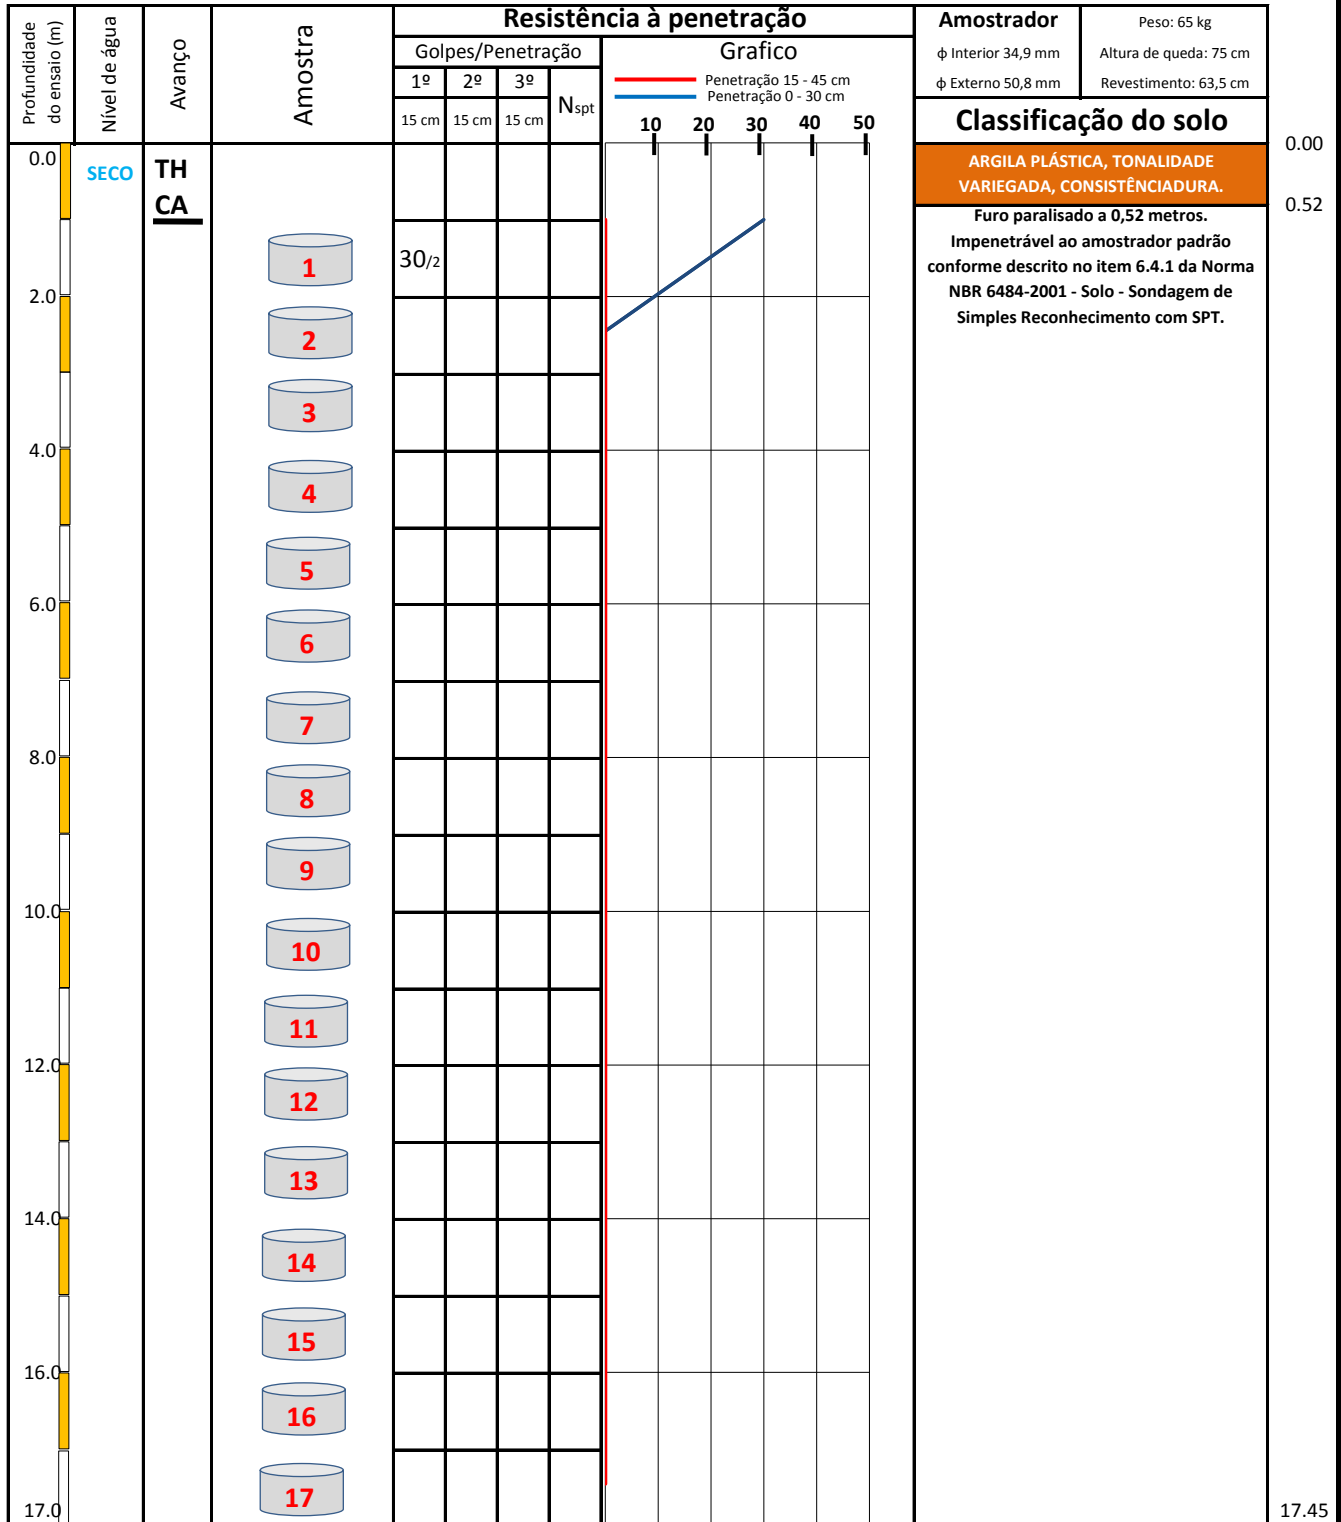 Profundidade
do ensaio (m)
Nível de água
Avanço
Amostra
Resistência à penetração
Golpes/Penetração
1º 2º 3º
15 cm 15 cm 15 cm
Nspt
Grafico
Penetração 15 - 45 cm
Penetração 0 - 30 cm
10 20 30 40 50
Amostrador
ф Interior 34,9 mm
ф Externo 50,8 mm
Peso: 65 kg
Altura de queda: 75 cm
Revestimento: 63,5 cm
Classificação do solo
0.0
SECO
TH
CA
ARGILA PLÁSTICA, TONALIDADE
VARIEGADA, CONSISTÊNCIADURA.
0.00
0.52
Furo paralisado a 0,52 metros.
Impenetrável ao amostrador padrão
conforme descrito no item 6.4.1 da Norma
NBR 6484-2001 - Solo - Sondagem de
Simples Reconhecimento com SPT.
1
30/2
2.0
2
3
4.0
4
5
6.0
6
7
8.0
8
9
10.0
10
11
12.0
12
13
14.0
14
15
16.0
16
17
17.0
17.45